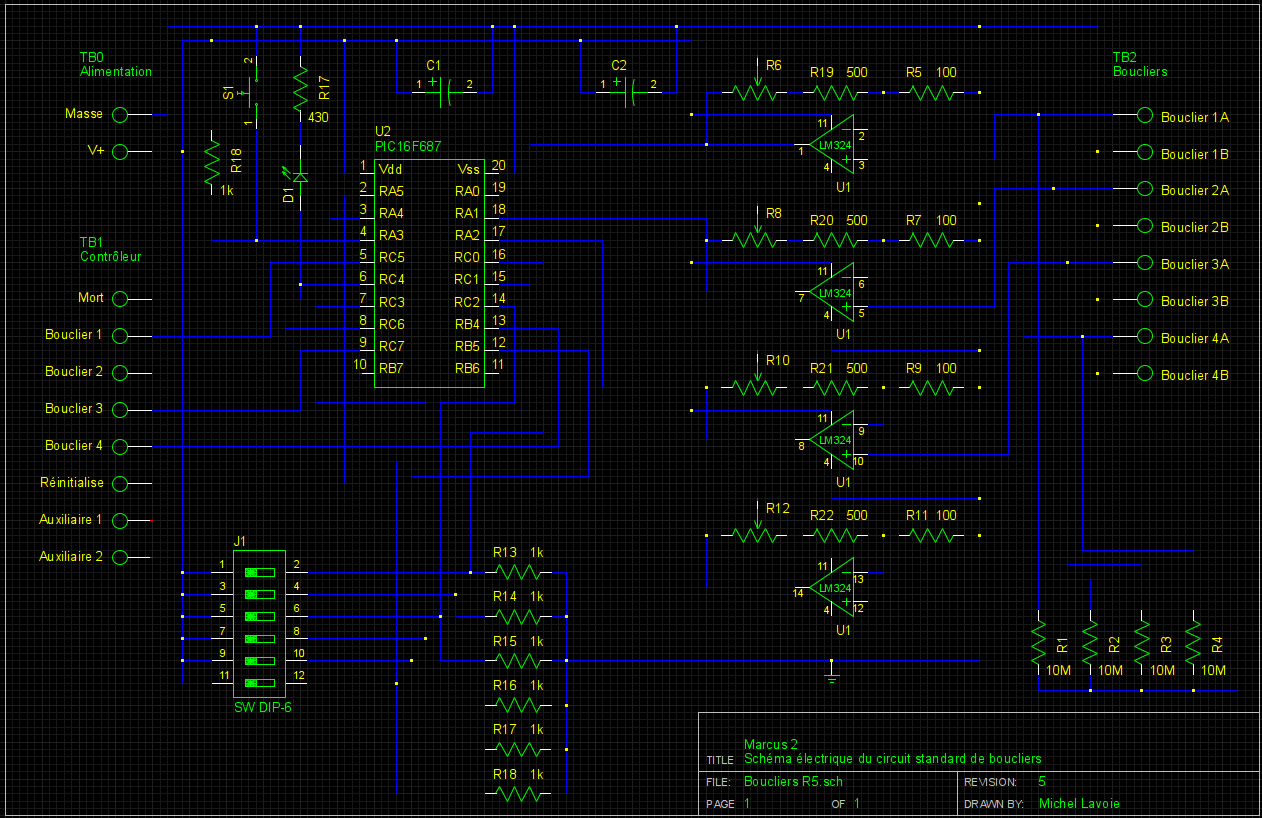 TB0
Alimentation
Masse
V+
TB1
Contrôleur
Mort
Bouclier 1
Bouclier 2
Bouclier 3
Bouclier 4
Réinitialise
Auxiliaire 1
Auxiliaire 2
S1
2
1
R17
430
R18
1k
D1
C1
1
+
2
C2
1
+
2
U2
PIC16F687
1 Vdd Vss 20
2 RA5 RA0 19
3 RA4 RA1 18
4 RA3 RA2 17
5 RC5 RC0 16
6 RC4 RC1 15
7 RC3 RC2 14
8 RC6 RB4 13
9 RC7 RB5 12
10 RB7 RB6 11
J1
1 2
3 4
5 6
7 8
9 10
11 12
SW DIP-6
R13 1k
R14 1k
R15 1k
R16 1k
R17 1k
R18 1k
R6
R19 500
R5 100
11
2
1
LM324
3
4
U1
R8
R20 500
R7 100
11
6
7
LM324
5
4
U1
R10
R21 500
R9 100
11
9
8
LM324
10
4
U1
R12
R22 500
R11 100
11
13
14
LM324
12
4
U1
TB2
Boucliers
Bouclier 1A
Bouclier 1B
Bouclier 2A
Bouclier 2B
Bouclier 3A
Bouclier 3B
Bouclier 4A
Bouclier 4B
R1
10M
R2
10M
R3
10M
R4
10M
TITLE
Marcus 2
Schéma électrique du circuit standard de boucliers
FILE: Boucliers R5.sch
REVISION: 5
PAGE 1 OF 1
DRAWN BY: Michel Lavoie